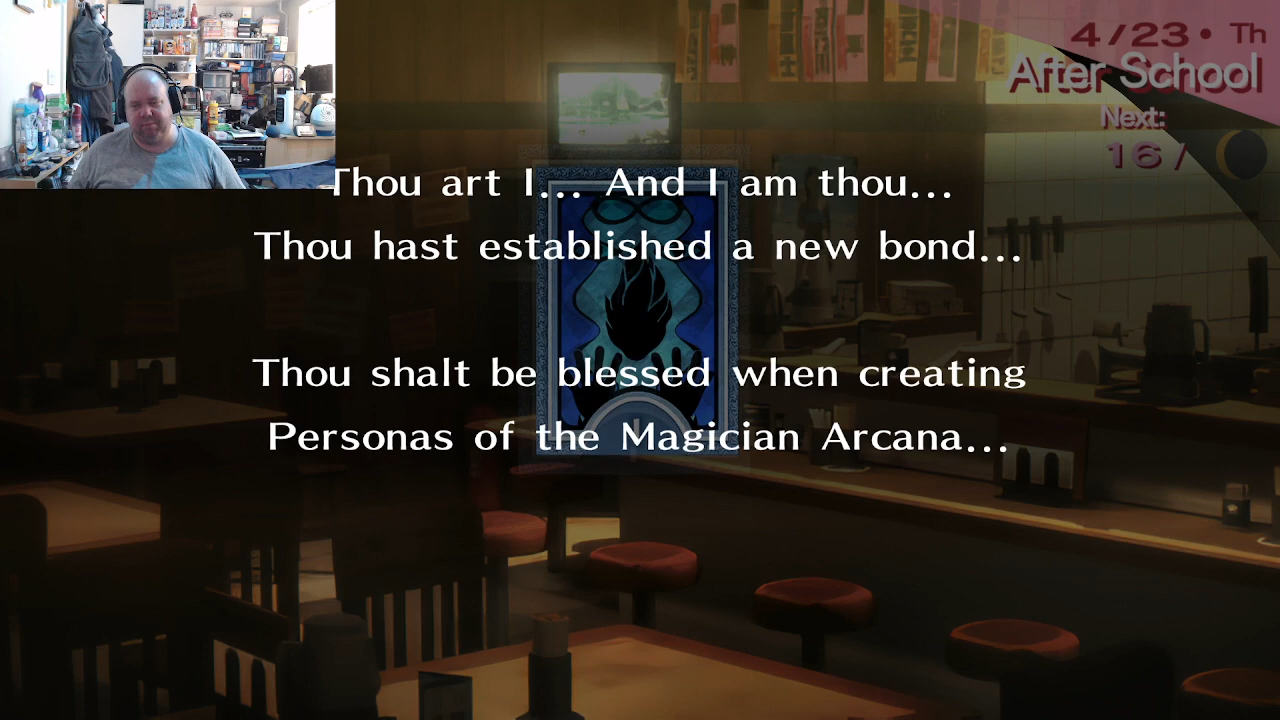 4/23 • Th
After School
Next:
16 /
Thou art I... And I am thou...
Thou hast established a new bond...
Thou shalt be blessed when creating
Personas of the Magician Arcana...
I